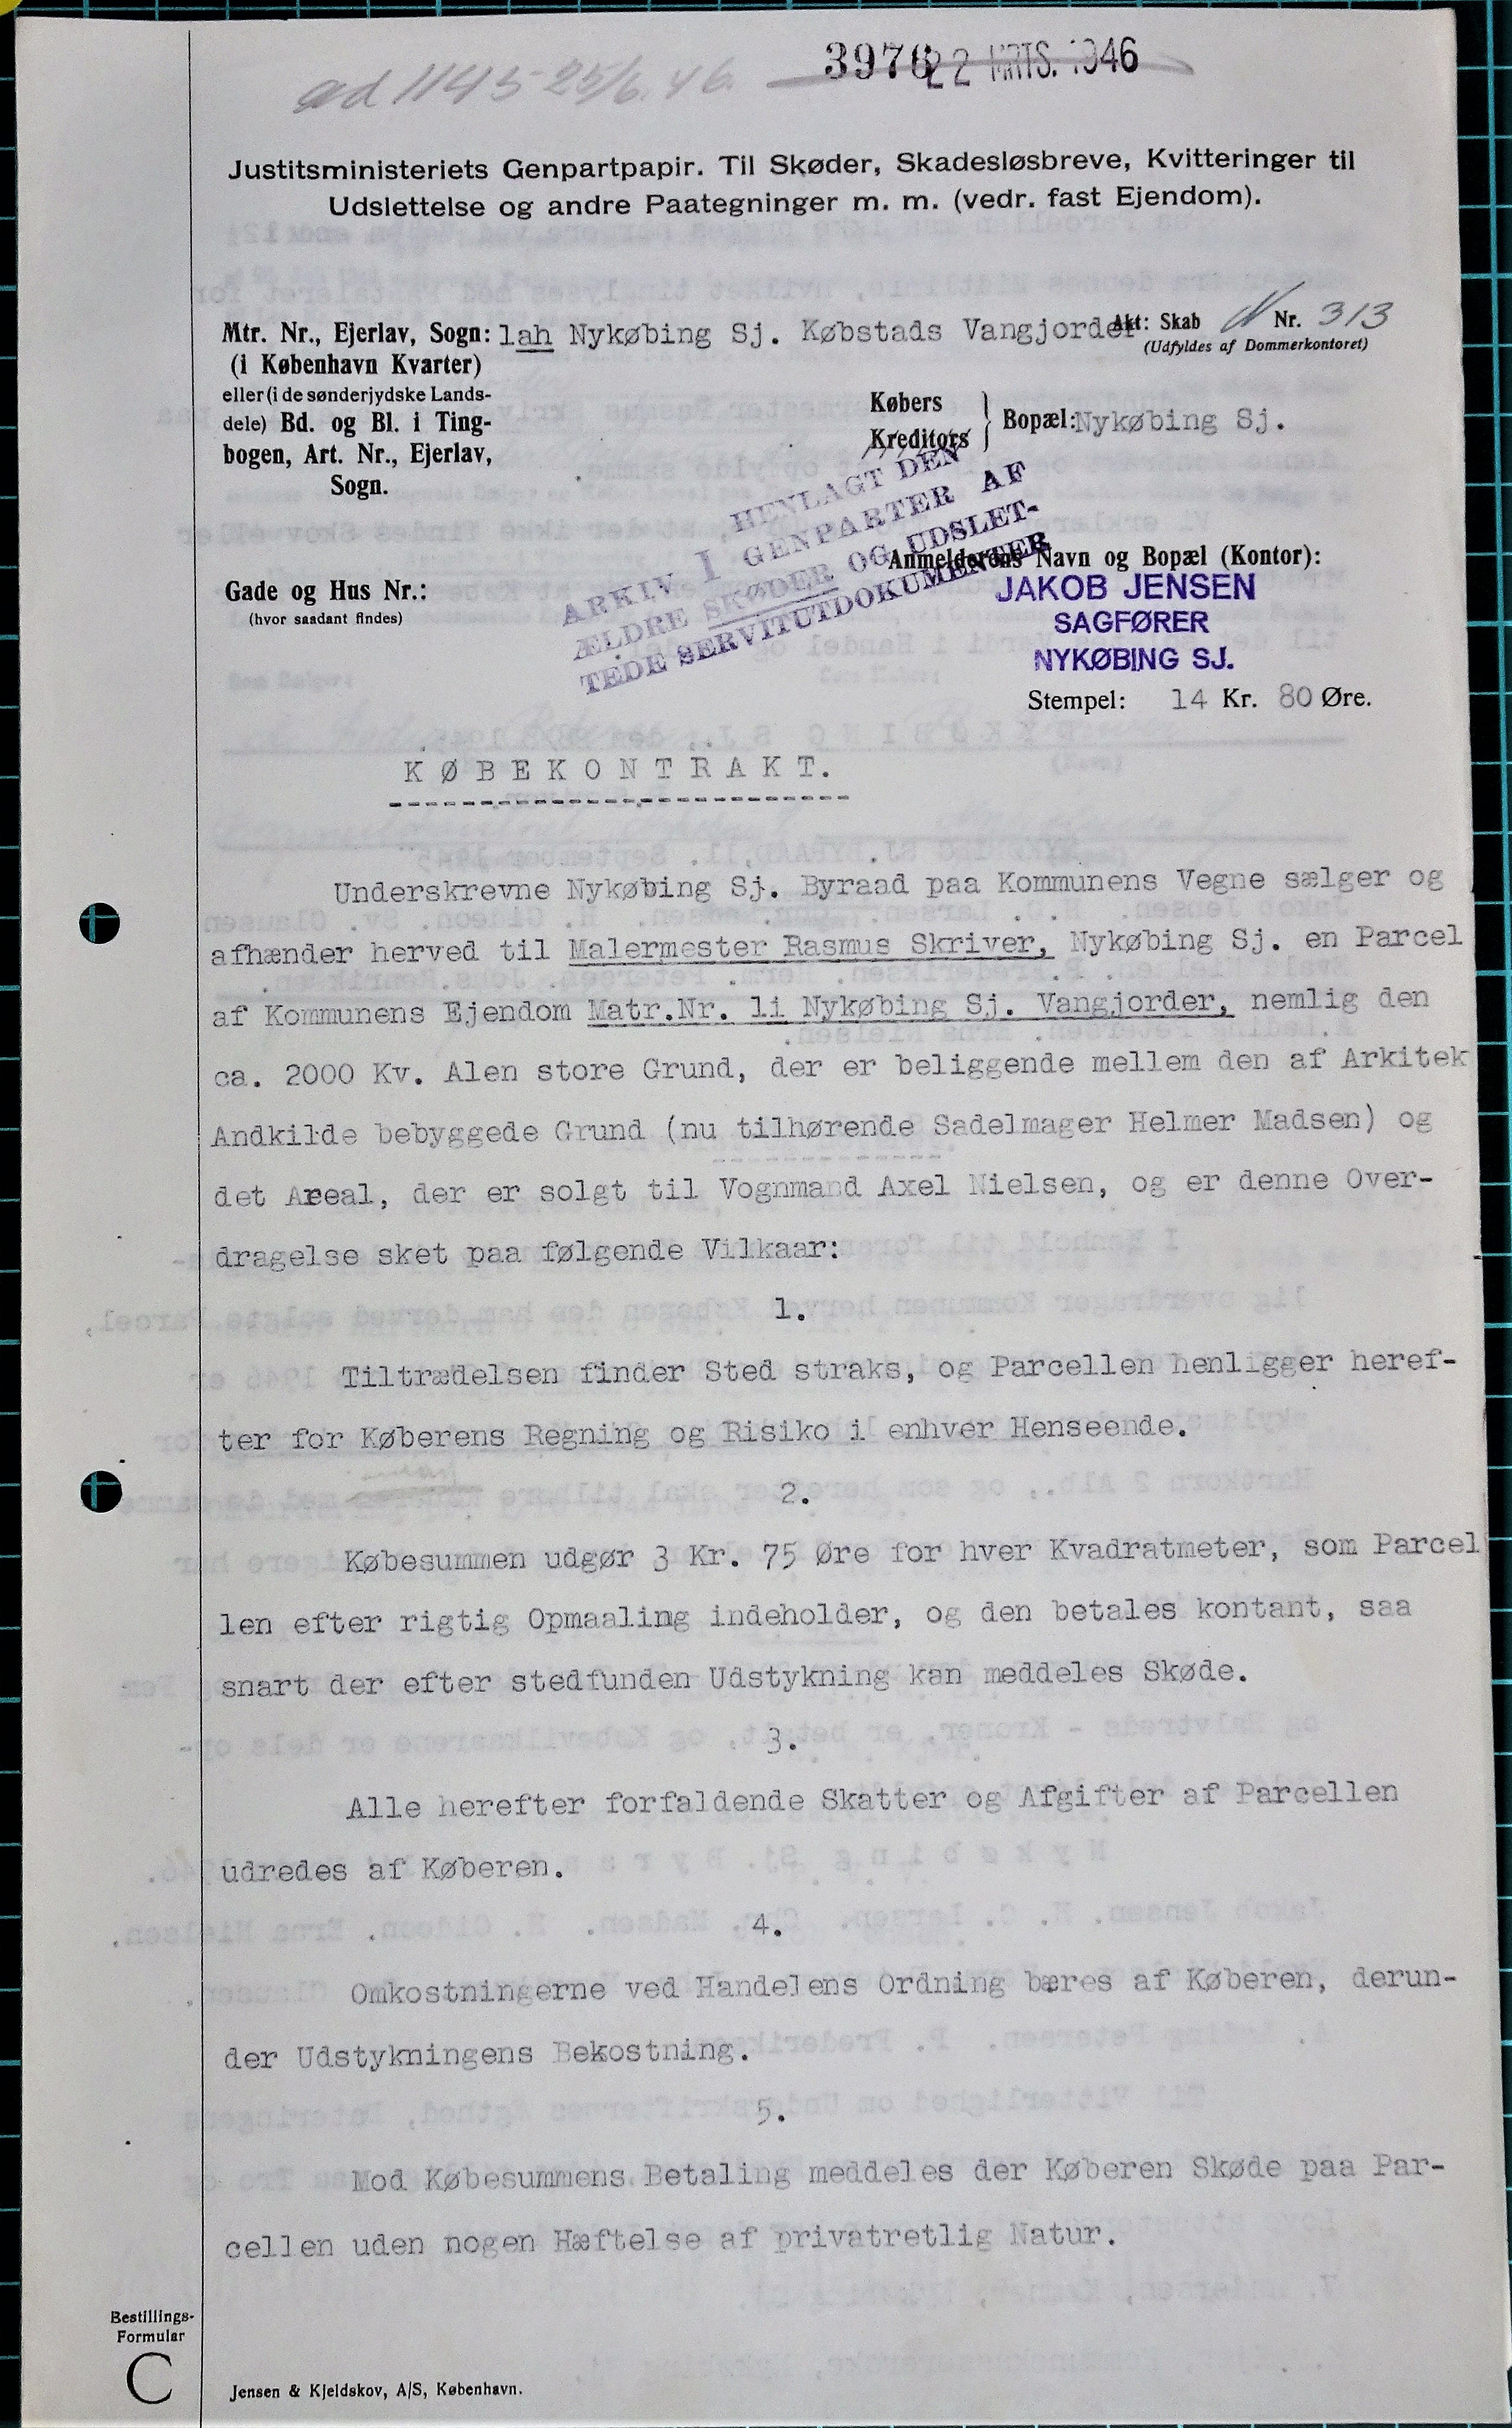 ad 1145-25/6.46.
3976 22 MRTS. 1946
Justitsministeriets Genpartpapir. Til Skøder, Skadesløsbreve, Kvitteringer til
Udslettelse og andre Paategninger m. m. (vedr. fast Ejendom).
Mtr. Nr., Ejerlav, Sogn: 1ah Nykøbing Sj. Købstads Vangjorder
(i København Kvarter)
eller (i de sønderjydske Lands-
dele) Bd. og Bl. i Ting-
bogen, Art. Nr., Ejerlav,
Sogn.
Akt: Skab N Nr. 313
(Udfyldes af Dommerkontoret)
Købers
Kreditors
Bopæl: Nykøbing Sj.
HENLAGT DEN
ARKIV I GENPARTER AF
ÆLDRE SKØDER OG UDSLET-
TEDE SERVITUTDOKUMENTER
Gade og Hus Nr.:
(hvor saadant findes)
Anmelderens Navn og Bopæl (Kontor):
JAKOB JENSEN
SAGFØRER
NYKØBING SJ.
Stempel: 14 Kr. 80 Øre.
KØBEKONTRAKT.
Underskrevne Nykøbing Sj. Byraad paa Kommunens Vegne sælger og
afhænder herved til Malermester Rasmus Skriver, Nykøbing Sj. en Parcel
af Kommunens Ejendom Matr.Nr. 1i Nykøbing Sj. Vangjorder, nemlig den
ca. 2000 Kv. Alen store Grund, der er beliggende mellem den af Arkitek
Andkilde bebyggede Grund (nu tilhørende Sadelmager Helmer Madsen) og
det Areal, der er solgt til Vognmand Axel Nielsen, og er denne Over-
dragelse sket paa følgende Vilkaar:
1.
Tiltrædelsen finder Sted straks, og Parcellen henligger heref-
ter for Køberens Regning og Risiko i enhver Henseende.
2.
Købesummen udgør 3 Kr. 75 Øre for hver Kvadratmeter, som Parcel
len efter rigtig Opmaaling indeholder, og den betales kontant, saa
snart der efter stedfunden Udstykning kan meddeles Skøde.
3.
Alle herefter forfaldende Skatter og Afgifter af Parcellen
udredes af Køberen.
4.
Omkostningerne ved Handelens Ordning bæres af Køberen, derun-
der Udstykningens Bekostning.
5.
Mod Købesummens Betaling meddeles der Køberen Skøde paa Par-
cellen uden nogen Hæftelse af privatretlig Natur.
Bestillings-
Formular
C
Jensen & Kjeldskov, A/S, København.